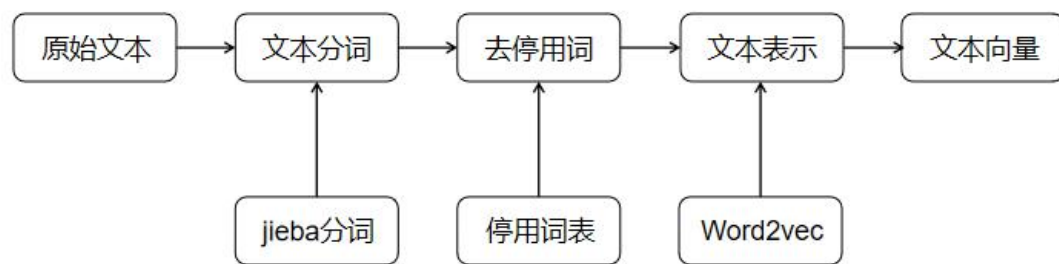 原始文本
文本分词
去停用词
文本表示
文本向量
jieba分词
停用词表
Word2vec